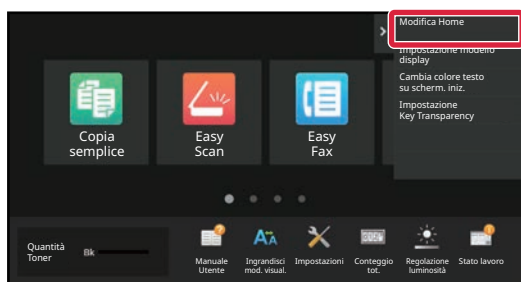 Modifica Home
Impostazione modello
display
Cambia colore testo
su scherm. iniz.
Impostazione
Key Transparency
Copia
semplice
Easy
Scan
Easy
Fax
Quantità
Toner
Bk
Manuale
Utente
Ingrandisci
mod. visual.
Impostazioni
Conteggio
tot.
Regolazione
luminosità
Stato lavoro